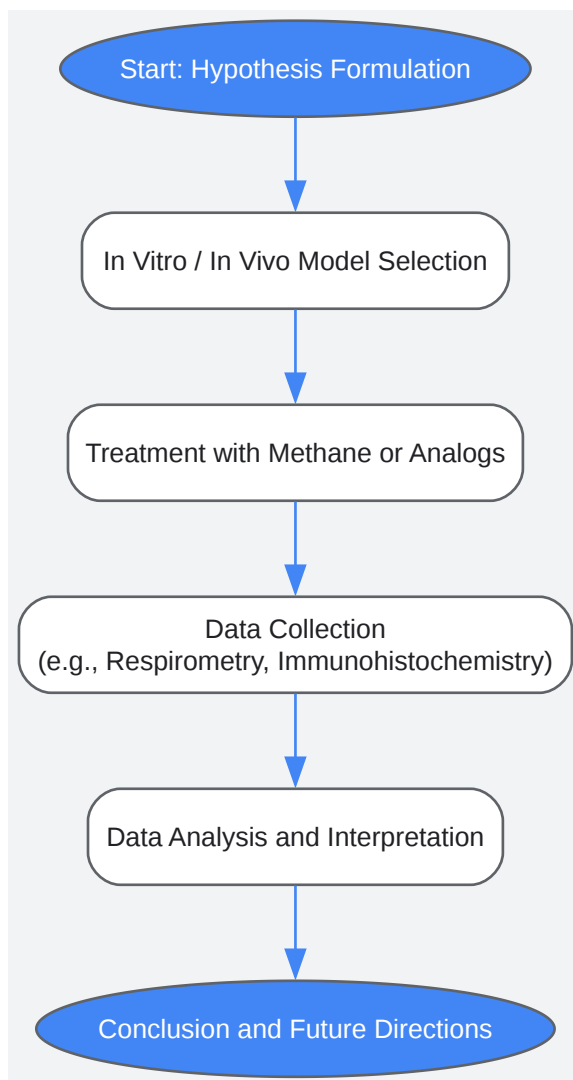 Start: Hypothesis Formulation
In Vitro / In Vivo Model Selection
Treatment with Methane or Analogs
Data Collection
(e.g., Respirometry, Immunohistochemistry)
Data Analysis and Interpretation
Conclusion and Future Directions